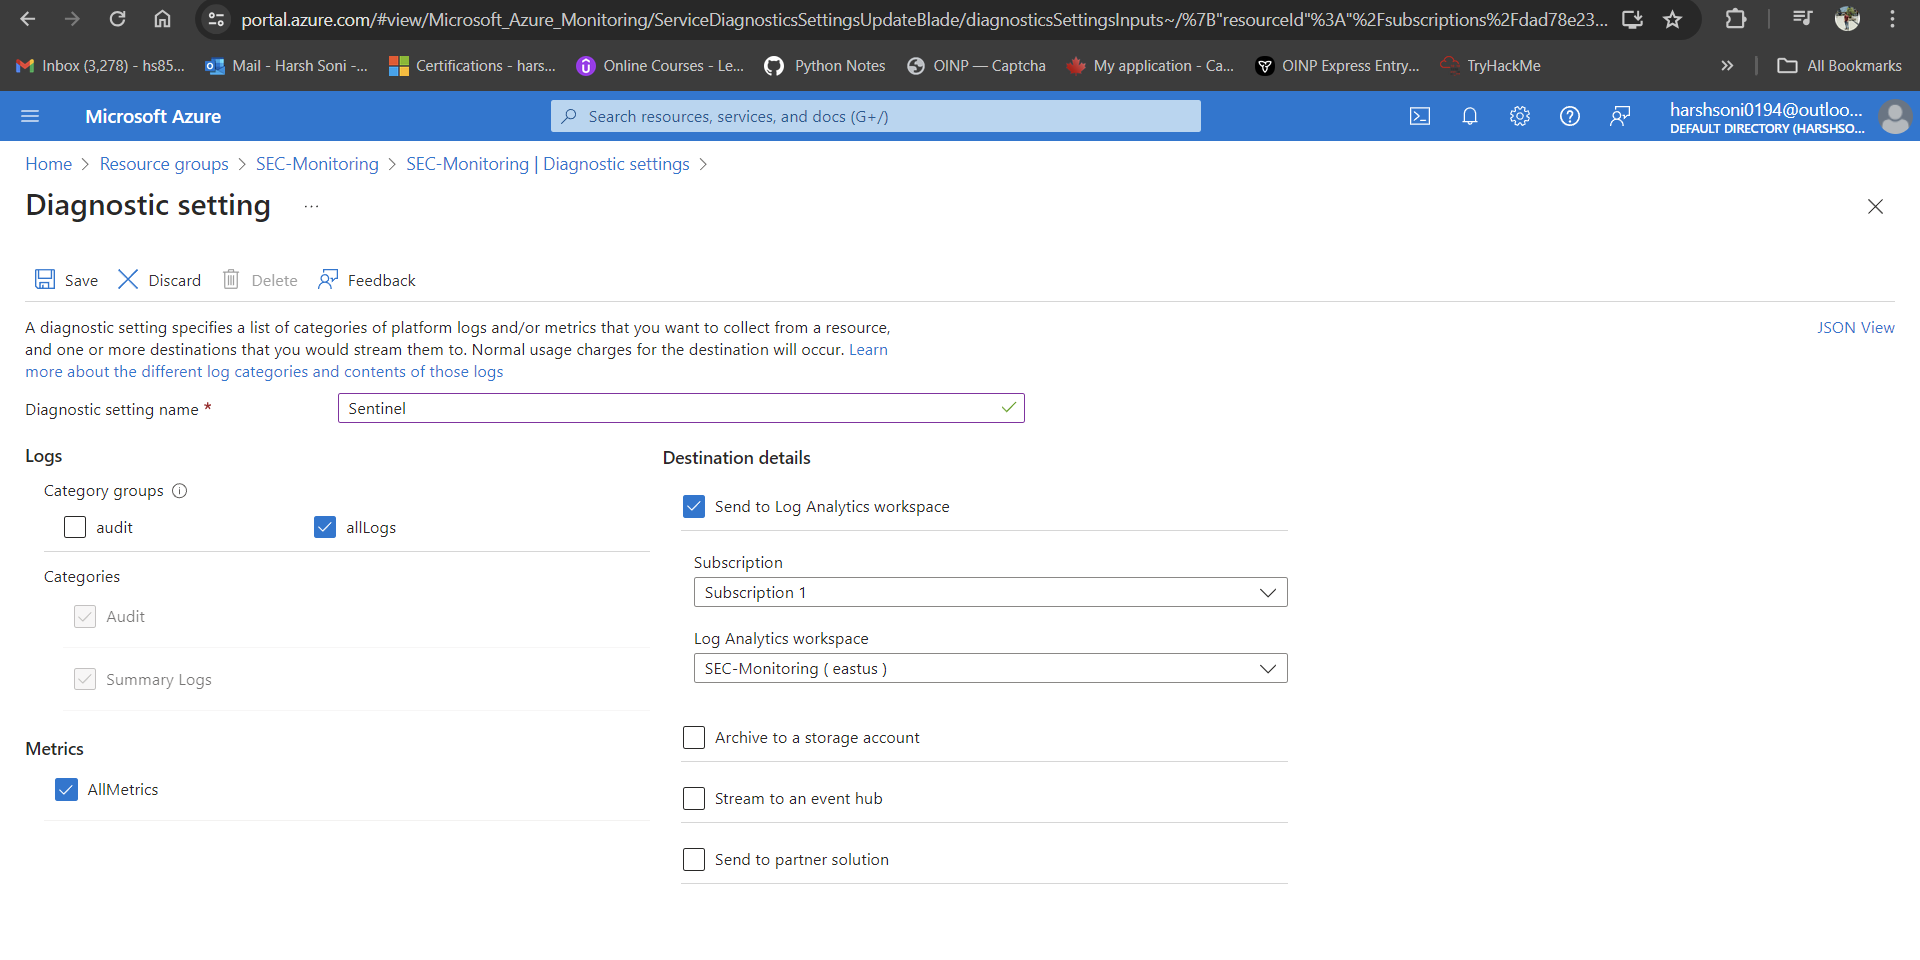 portal.azure.com/#view/Microsoft_Azure_Monitoring/ServiceDiagnosticsSettingsUpdateBlade/diagnosticsSettingsInputs~/%7B"resourceId"%3A"%2Fsubscriptions%2Fdad78e23...
Inbox (3,278) - hs85... Mail - Harsh Soni -... Certifications - hars... Online Courses - Le... Python Notes OINP — Captcha My application - Ca... OINP Express Entry... TryHackMe » All Bookmarks
Microsoft Azure
Search resources, services, and docs (G+/)
harshsoni0194@outloo...
DEFAULT DIRECTORY (HARSHSO...
Home > Resource groups > SEC-Monitoring > SEC-Monitoring | Diagnostic settings >
Diagnostic setting ...
Save Discard Delete Feedback
A diagnostic setting specifies a list of categories of platform logs and/or metrics that you want to collect from a resource,
and one or more destinations that you would stream them to. Normal usage charges for the destination will occur. Learn
more about the different log categories and contents of those logs
JSON View
Diagnostic setting name *
Sentinel
Logs
Category groups
audit
allLogs
Categories
Audit
Summary Logs
Metrics
AllMetrics
Destination details
Send to Log Analytics workspace
Subscription
Subscription 1
Log Analytics workspace
SEC-Monitoring ( eastus )
Archive to a storage account
Stream to an event hub
Send to partner solution